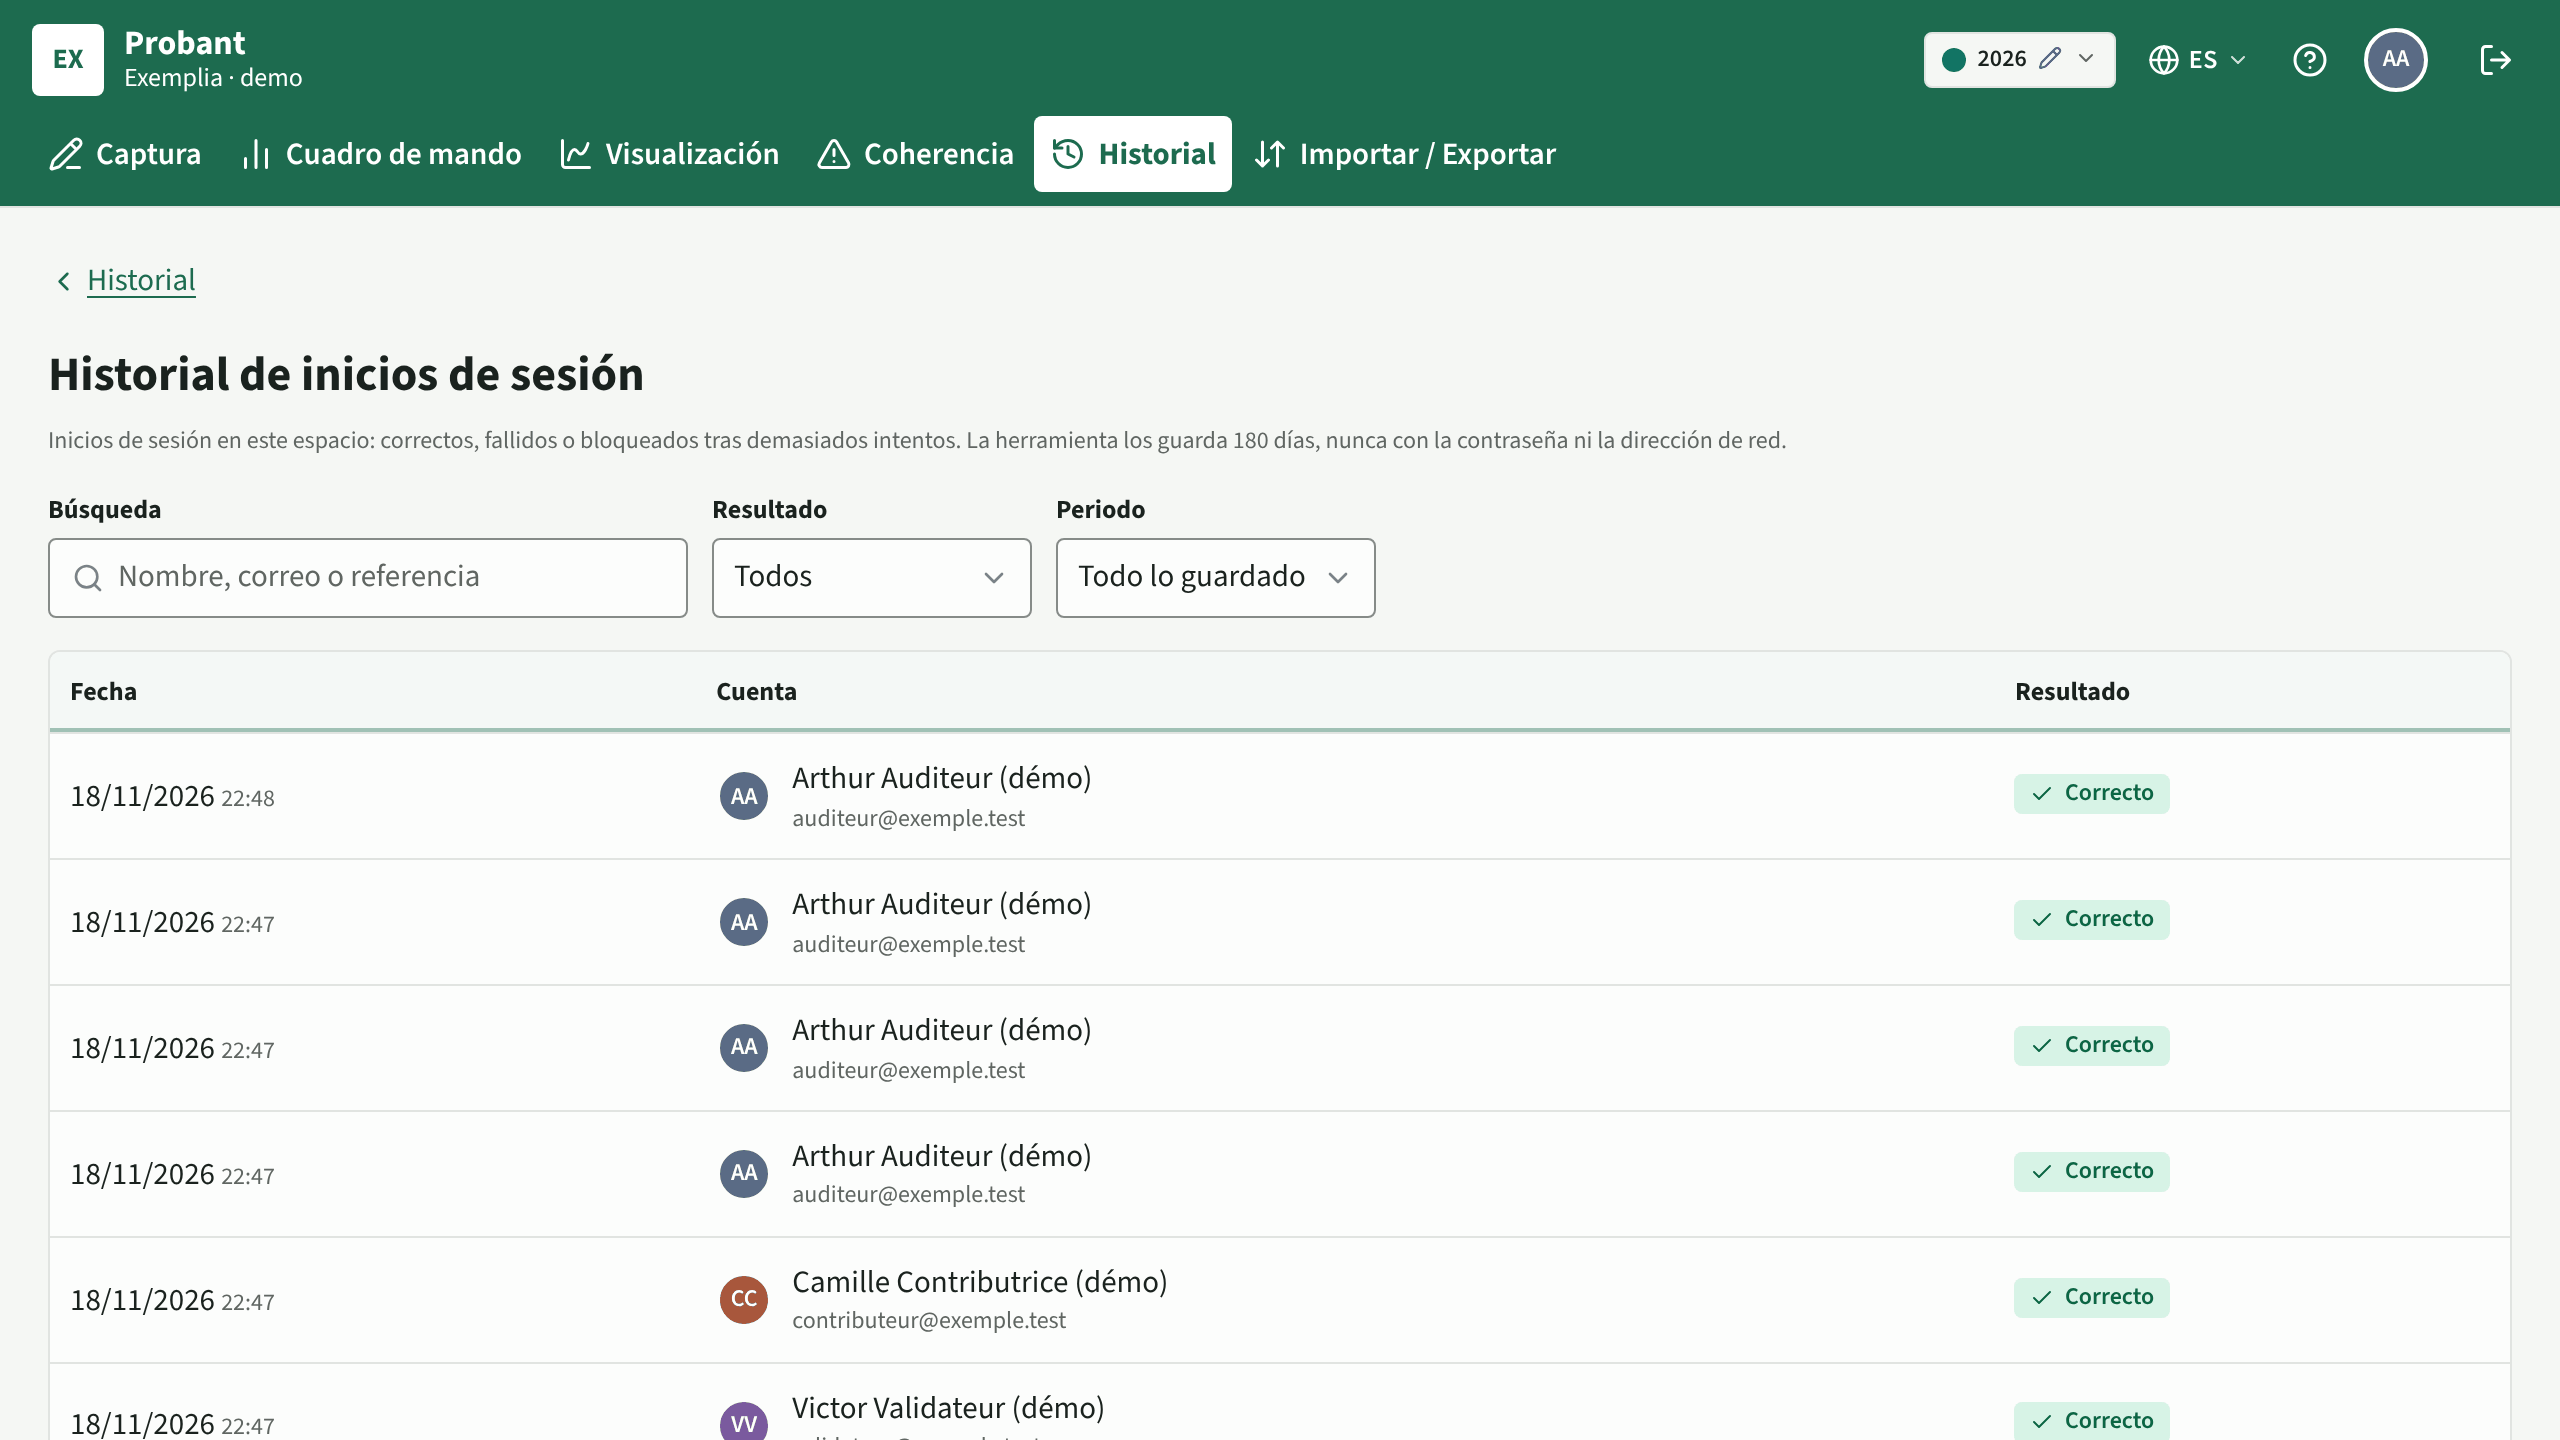 EX
Probant
Exemplia · demo
2026
ES
AA
Captura
Cuadro de mando
Visualización
Coherencia
Historial
Importar / Exportar
Historial
Historial de inicios de sesión
Inicios de sesión en este espacio: correctos, fallidos o bloqueados tras demasiados intentos. La herramienta los guarda 180 días, nunca con la contraseña ni la dirección de red.
Búsqueda
Resultado
Periodo
Nombre, correo o referencia
Todos
Todo lo guardado
Fecha
Cuenta
Resultado
18/11/2026 22:48
AA
Arthur Auditeur (démo)
auditeur@exemple.test
Correcto
18/11/2026 22:47
AA
Arthur Auditeur (démo)
auditeur@exemple.test
Correcto
18/11/2026 22:47
AA
Arthur Auditeur (démo)
auditeur@exemple.test
Correcto
18/11/2026 22:47
AA
Arthur Auditeur (démo)
auditeur@exemple.test
Correcto
18/11/2026 22:47
CC
Camille Contributrice (démo)
contributeur@exemple.test
Correcto
18/11/2026 22:47
VV
Victor Validateur (démo)
Correcto